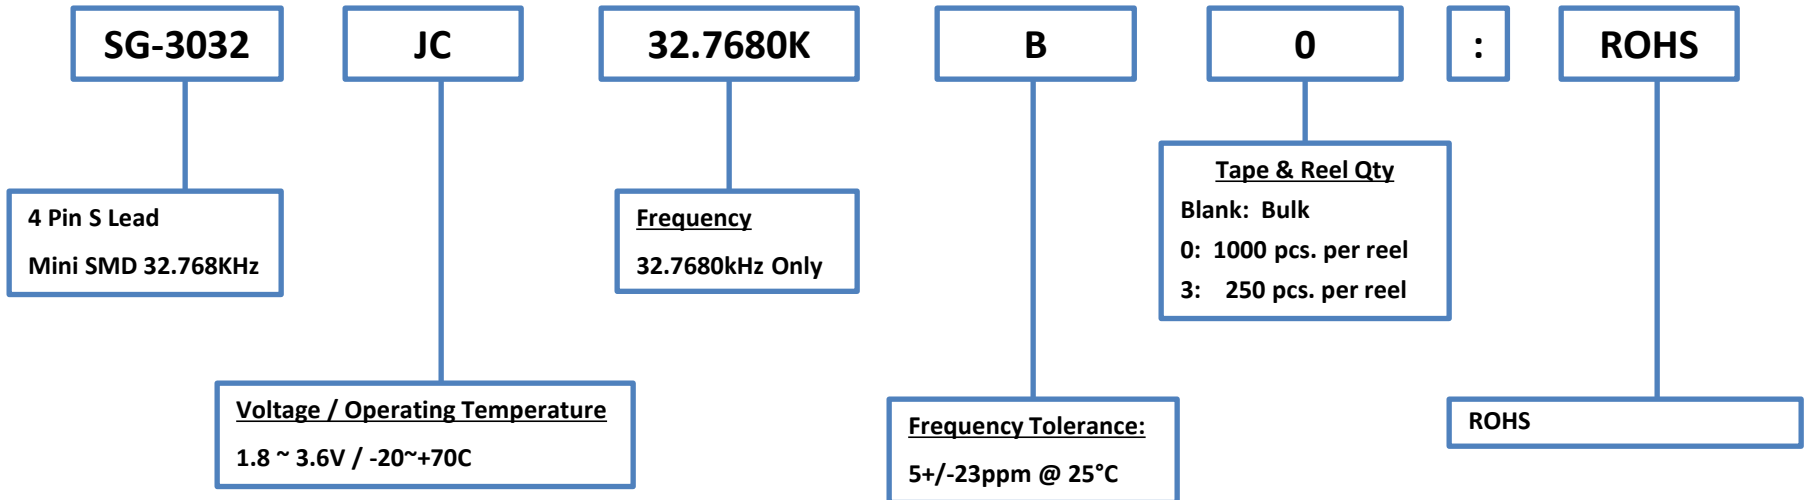 SG-3032 JC 32.7680K B 0 : ROHS
4 Pin S Lead
Mini SMD 32.768KHz
Voltage / Operating Temperature
1.8 ~ 3.6V / -20~+70C
Frequency
32.7680kHz Only
Frequency Tolerance:
5+/-23ppm @ 25°C
Tape & Reel Qty
Blank: Bulk
0: 1000 pcs. per reel
3: 250 pcs. per reel
ROHS